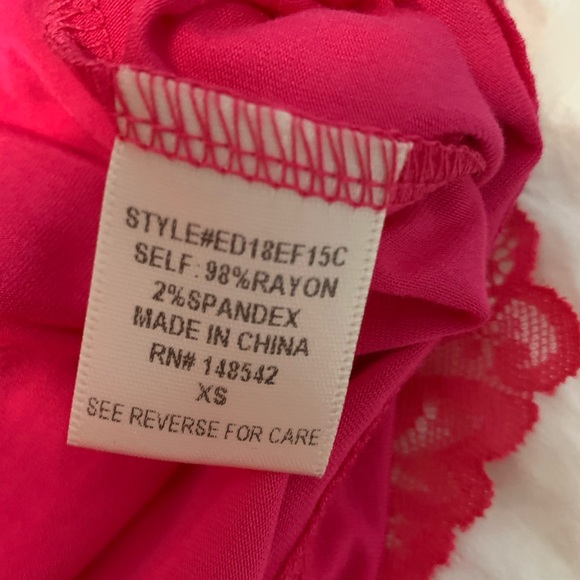 STYLE#ED18EF15C
SELF: 98%RAYON
2%SPANDEX
MADE IN CHINA
RN# 148542
XS
SEE REVERSE FOR CARE